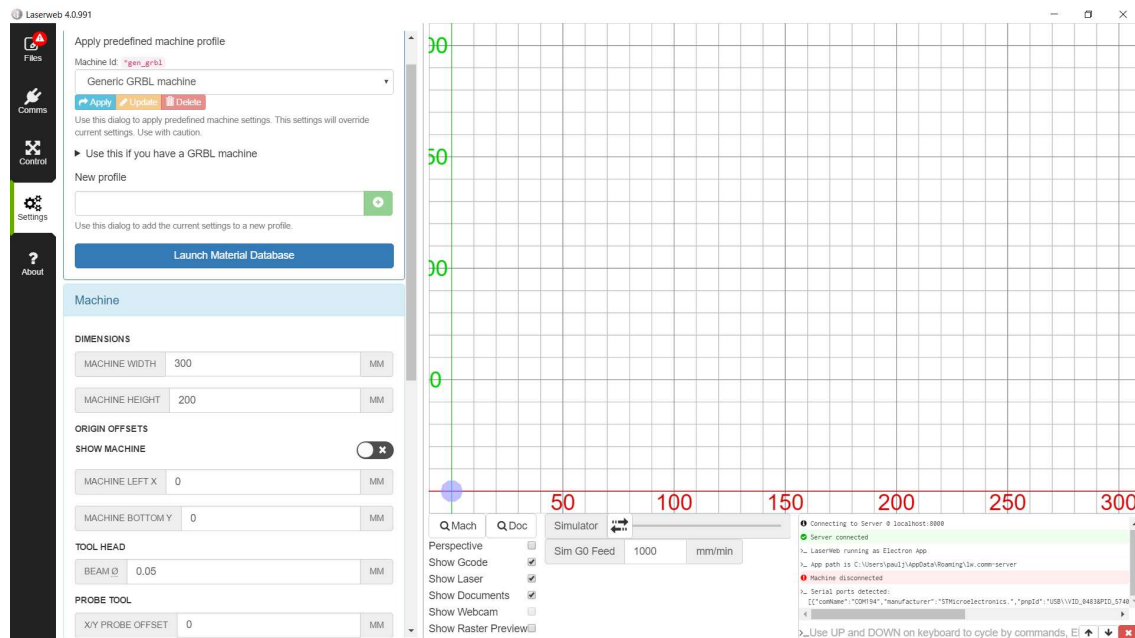 Laserweb 4.0.991
Files
Comms
Control
Settings
?
About
Apply predefined machine profile
Machine Id: *gen_grbl
Generic GRBL machine
Apply Update Delete
Use this dialog to apply predefined machine settings. This settings will override
current settings. Use with caution.
Use this if you have a GRBL machine
New profile
Use this dialog to add the current settings to a new profile.
Launch Material Database
Machine
DIMENSIONS
MACHINE WIDTH 300 MM
MACHINE HEIGHT 200 MM
ORIGIN OFFSETS
SHOW MACHINE
MACHINE LEFT X 0 MM
MACHINE BOTTOM Y 0 MM
TOOL HEAD
BEAM Ø 0.05 MM
PROBE TOOL
X/Y PROBE OFFSET 0 MM
00
50
00
0
50 100 150 200 250 300
Mach Doc
Perspective
Show Gcode
Show Laser
Show Documents
Show Webcam
Show Raster Preview
Simulator
Sim G0 Feed 1000 mm/min
Connecting to Server @ localhost:8000
Server connected
>_ LaserWeb running as Electron App
>_ App path is C:\Users\paulj\AppData\Roaming\lw.comm-server
Machine disconnected
>_ Serial ports detected:
[{"comName":"COM194","manufacturer":"STMicroelectronics.","pnpId":"USB\\VID_0483&PID_5740
>_Use UP and DOWN on keyboard to cycle by commands, E